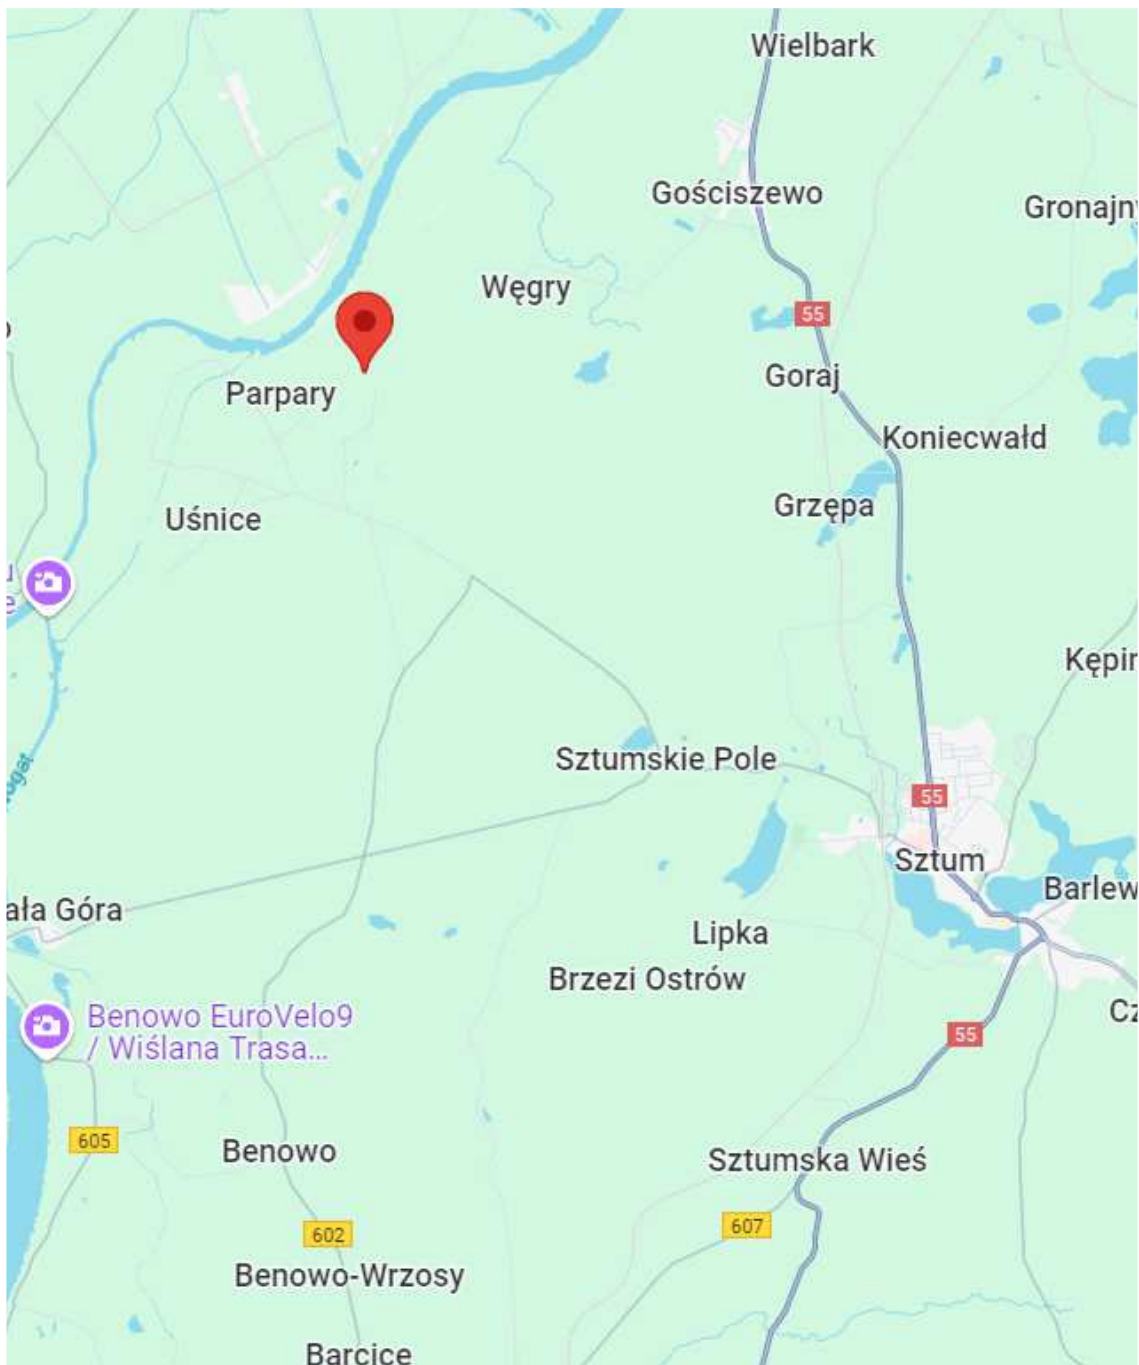 Wielbark
Gościszewo
Gronajny
Węgry
55
Goraj
Parpary
Koniecwałd
Grzępa
Uśnice
Kępin
Sztumskie Pole
55
Sztum
ała Góra
Barlew
Lipka
Brzezi Ostrów
Benowo EuroVelo9
/ Wiślana Trasa...
Cz
55
605
Benowo
Sztumska Wieś
607
602
Benowo-Wrzosy
Barcice